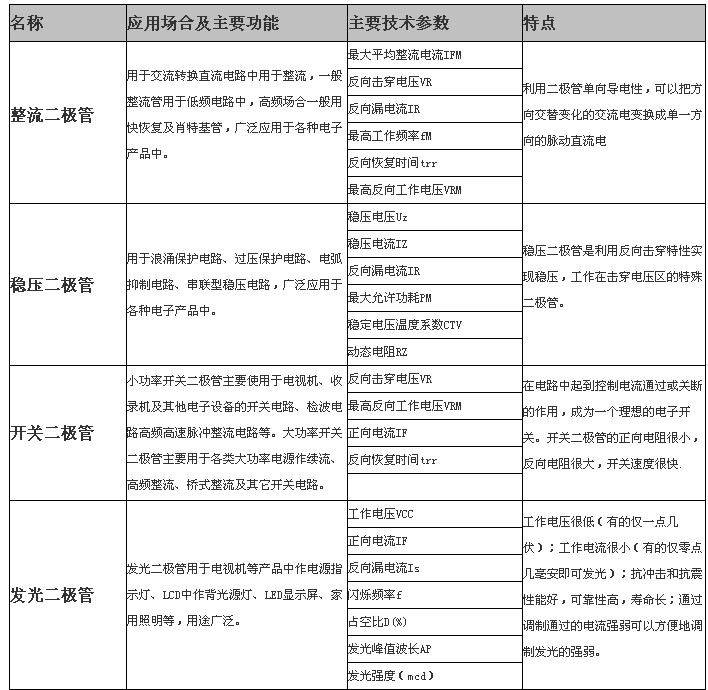 名称
应用场合及主要功能
主要技术参数
特点
整流二极管
用于交流转换直流电路中用于整流，一般
整流管用于低频电路中，高频场合一般用
快恢复及肖特基管，广泛应用于各种电子
产品中。
最大平均整流电流IFM
反向击穿电压VR
反向漏电流IR
最高工作频率fM
反向恢复时间trr
最高反向工作电压VRM
利用二极管单向导电性，可以把方
向交替变化的交流电变换成单一方
向的脉动直流电
稳压二极管
用于浪涌保护电路、过压保护电路、电弧
抑制电路、串联型稳压电路，广泛应用于
各种电子产品中。
稳压电压Uz
稳压电流IZ
反向漏电流IR
最大允许功耗PM
稳定电压温度系数CTV
动态电阻RZ
稳压二极管是利用反向击穿特性实
现稳压，工作在击穿电压区的特殊
二极管。
开关二极管
小功率开关二极管主要使用于电视机、收
录机及其他电子设备的开关电路、检波电
路高频高速脉冲整流电路等。大功率开关
二极管主要用于各类大功率电源作续流、
高频整流、桥式整流及其它开关电路。
反向击穿电压VR
最高反向工作电压VRM
正向电流IF
反向恢复时间trr
在电路中起到控制电流通过或关断
的作用，成为一个理想的电子开
关。开关二极管的正向电阻很小，
反向电阻很大，开关速度很快.
发光二极管
发光二极管用于电视机等产品中作电源指
示灯、LCD中作背光源灯、LED显示屏、家
用照明等，用途广泛。
工作电压VCC
正向电流IF
反向漏电流Is
闪烁频率f
占空比D(%)
发光峰值波长AP
发光强度（mcd）
工作电压很低（有的仅一点几
伏）；工作电流很小（有的仅零点
几毫安即可发光）；抗冲击和抗震
性能好，可靠性高，寿命长；通过
调制通过的电流强弱可以方便地调
制发光的强弱。